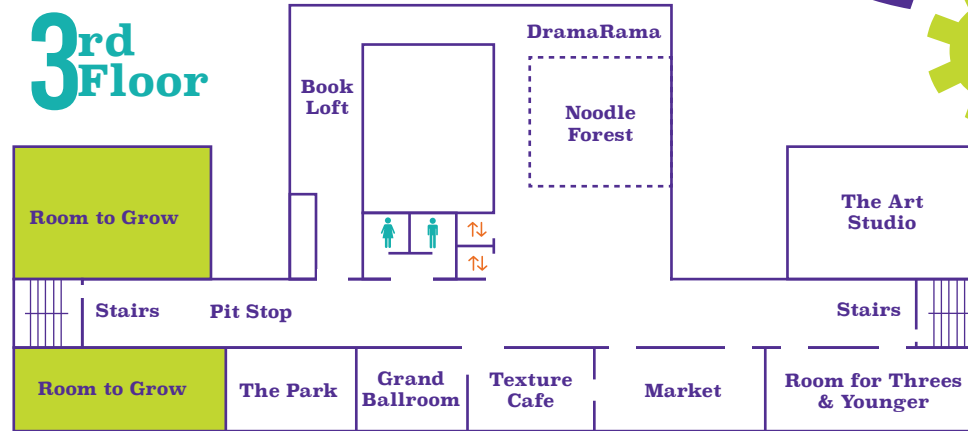 3rd
Floor
DramaRama
Book
Loft
Noodle
Forest
Room to Grow
The Art
Studio
Stairs
Pit Stop
Stairs
Room to Grow
The Park
Grand
Ballroom
Texture
Cafe
Market
Room for Threes
& Younger